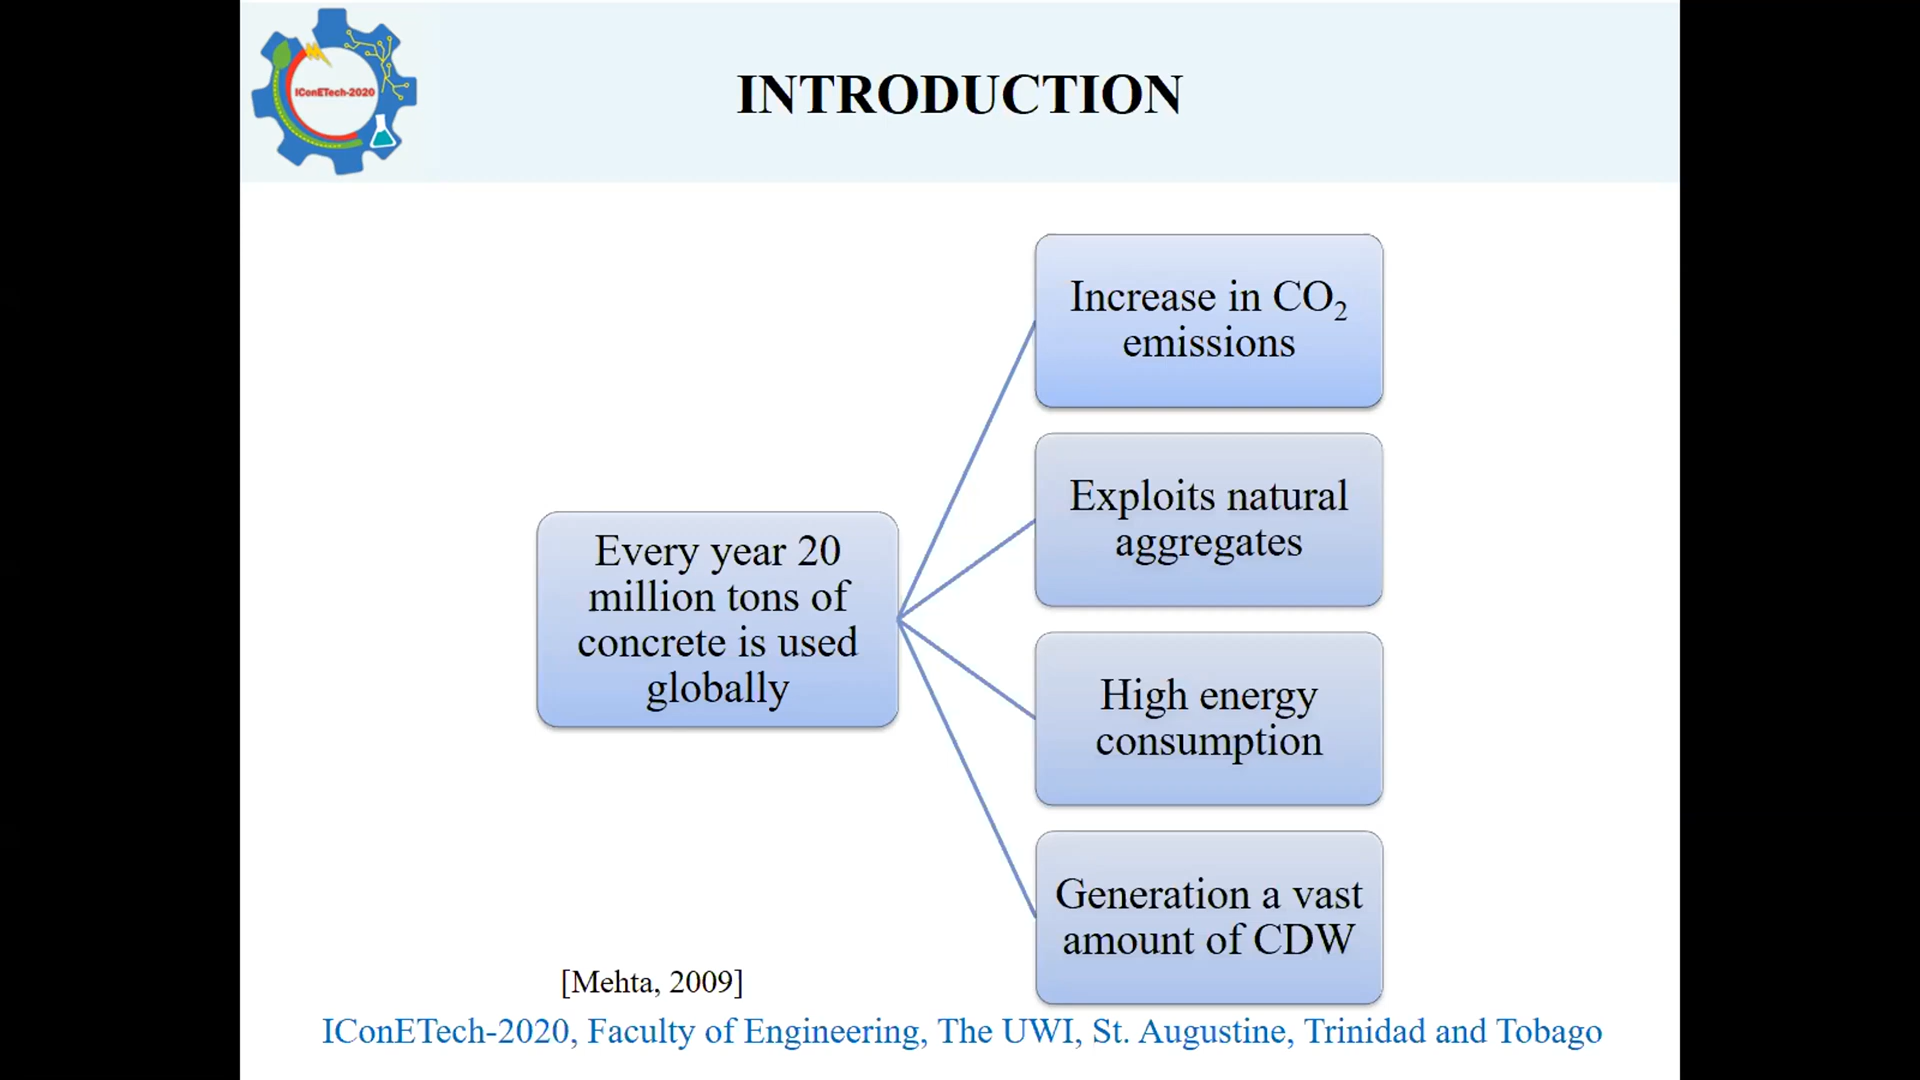 IConETech-2020
INTRODUCTION
Every year 20
million tons of
concrete is used
globally
Increase in CO₂
emissions
Exploits natural
aggregates
High energy
consumption
Generation a vast
amount of CDW
[Mehta, 2009]
IConETech-2020, Faculty of Engineering, The UWI, St. Augustine, Trinidad and Tobago